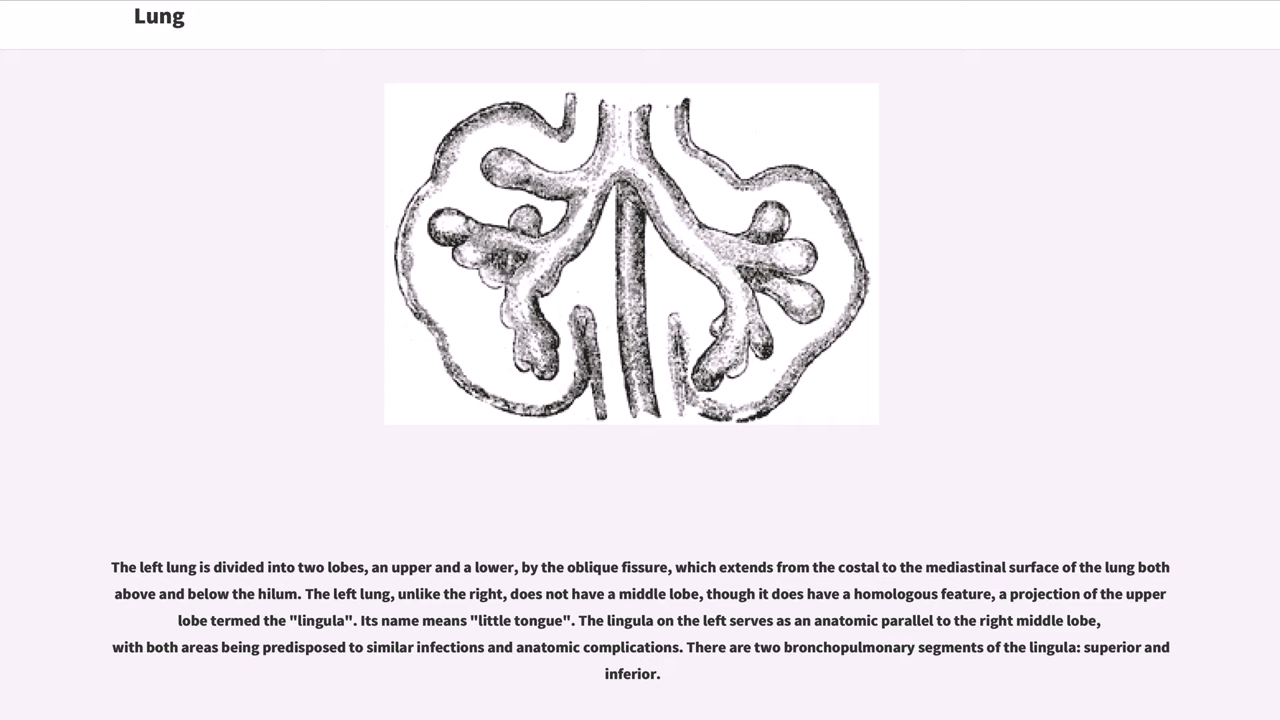 Lung
The left lung is divided into two lobes, an upper and a lower, by the oblique fissure, which extends from the costal to the mediastinal surface of the lung both
above and below the hilum. The left lung, unlike the right, does not have a middle lobe, though it does have a homologous feature, a projection of the upper
lobe termed the "lingula". Its name means "little tongue". The lingula on the left serves as an anatomic parallel to the right middle lobe,
with both areas being predisposed to similar infections and anatomic complications. There are two bronchopulmonary segments of the lingula: superior and
inferior.